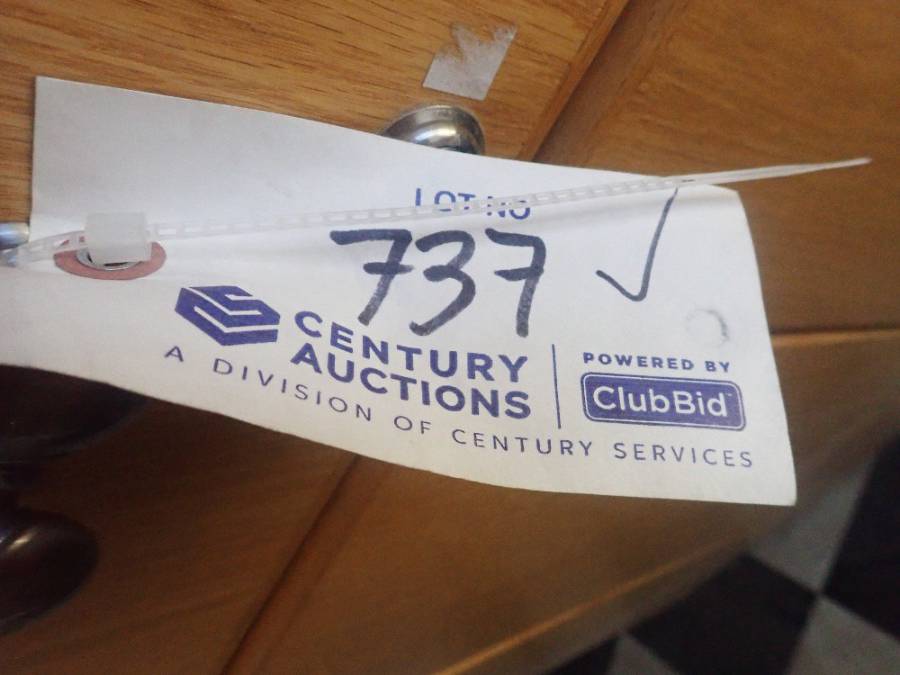 LOT NO
737 ✓
CENTURY
AUCTIONS
A DIVISION OF CENTURY SERVICES
POWERED BY
ClubBid